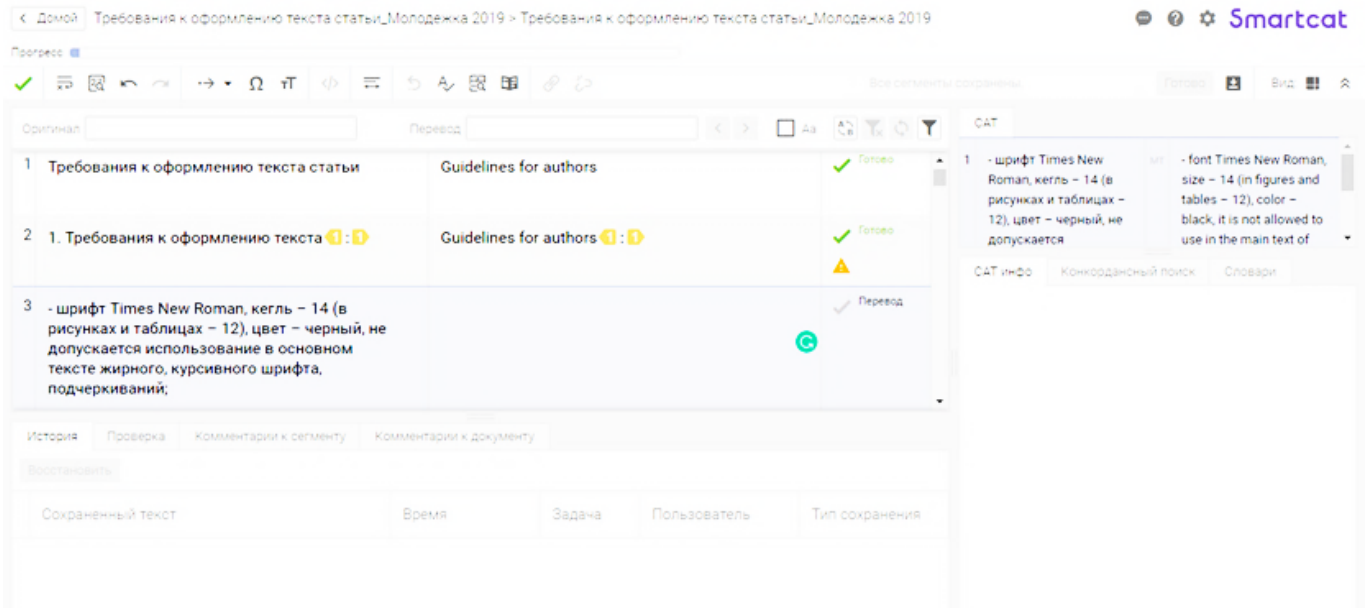 Домой Требования к оформлению текста статьи_Молодежка 2019 > Требования к оформлению текста статьи_Молодежка 2019
Smartcat
Прогресс
Все сегменты сохранены
Готово
Вид
Оригинал
Перевод
Aa
1 Требования к оформлению текста статьи
Guidelines for authors
Готово
2 1. Требования к оформлению текста 1 : 1
Guidelines for authors 1 : 1
Готово
3 - шрифт Times New Roman, кегль – 14 (в
рисунках и таблицах – 12), цвет – черный, не
допускается использование в основном
тексте жирного, курсивного шрифта,
подчеркиваний;
Перевод
История Проверка Комментарии к сегменту Комментарии к документу
Восстановить
Сохраненный текст Время Задача Пользователь Тип сохранения
CAT
1 - шрифт Times New
Roman, кегль – 14 (в
рисунках и таблицах –
12), цвет – черный, не
допускается
MT
- font Times New Roman,
size – 14 (in figures and
tables – 12), color –
black, it is not allowed to
use in the main text of
CAT инфо Конкордансный поиск Словари